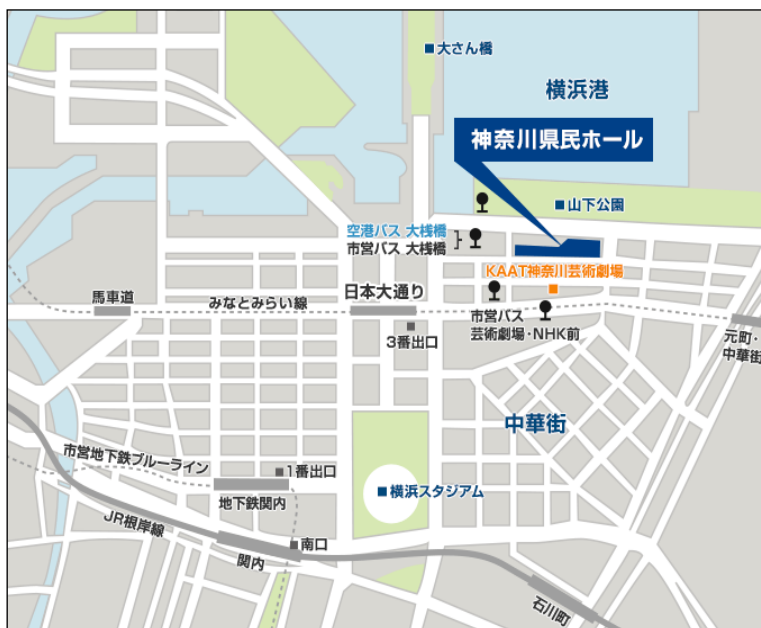 大さん橋
横浜港
神奈川県民ホール
山下公園
空港バス 大桟橋
市営バス 大桟橋
KAAT神奈川芸術劇場
馬車道
みなとみらい線
日本大通り
市営バス
芸術劇場・NHK前
3番出口
元町・
中華街
中華街
市営地下鉄ブルーライン
1番出口
横浜スタジアム
地下鉄関内
JR根岸線
南口
関内
石川町